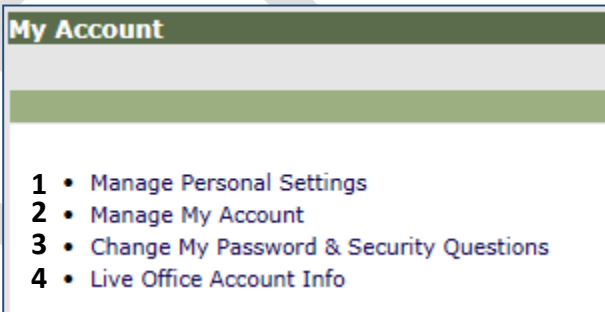 My Account
1 • Manage Personal Settings
2 • Manage My Account
3 • Change My Password & Security Questions
4 • Live Office Account Info